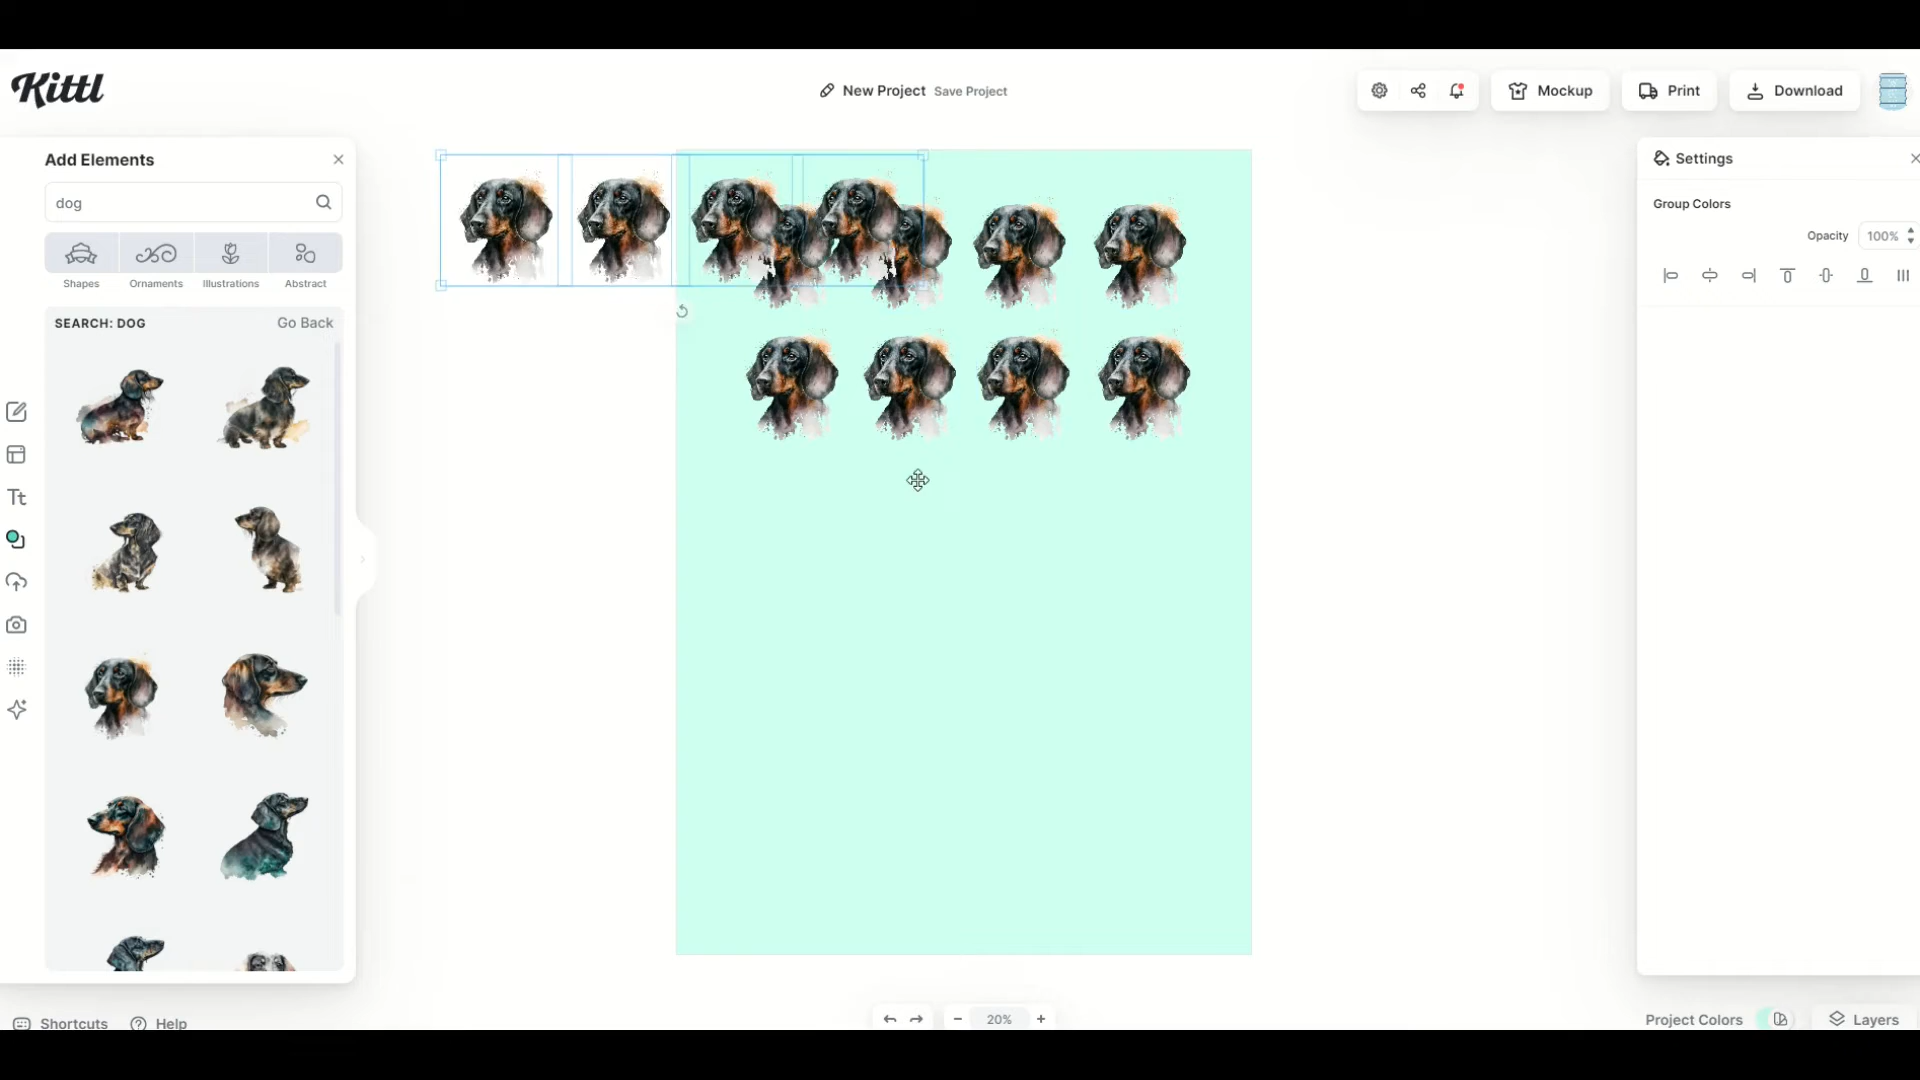 Kittl
New Project Save Project
Mockup
Print
Download
Add Elements
dog
Shapes Ornaments Illustrations Abstract
SEARCH: DOG Go Back
Tt
Settings
Group Colors
Opacity 100%
Shortcuts Help
20%
Project Colors
Layers